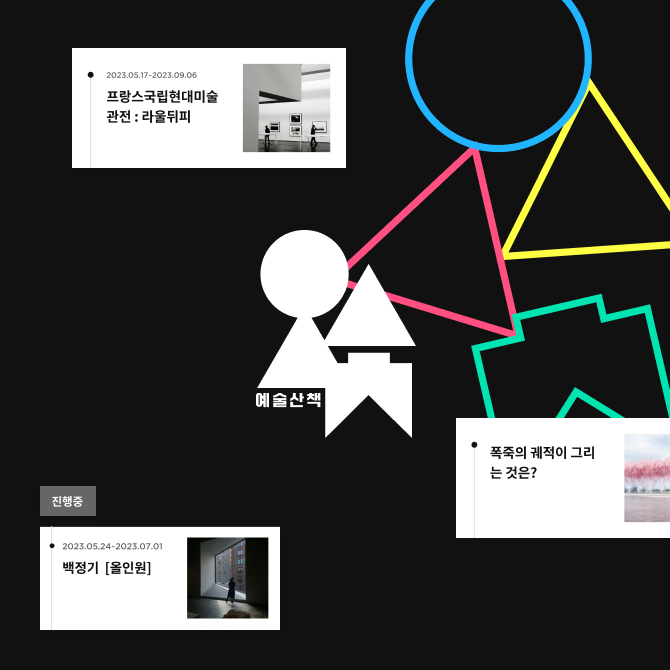 2023.05.17-2023.09.06
프랑스국립현대미술
관전 : 라울뒤피
예술산책
폭죽의 궤적이 그리
는 것은?
진행중
2023.05.24-2023.07.01
백정기 [올인원]